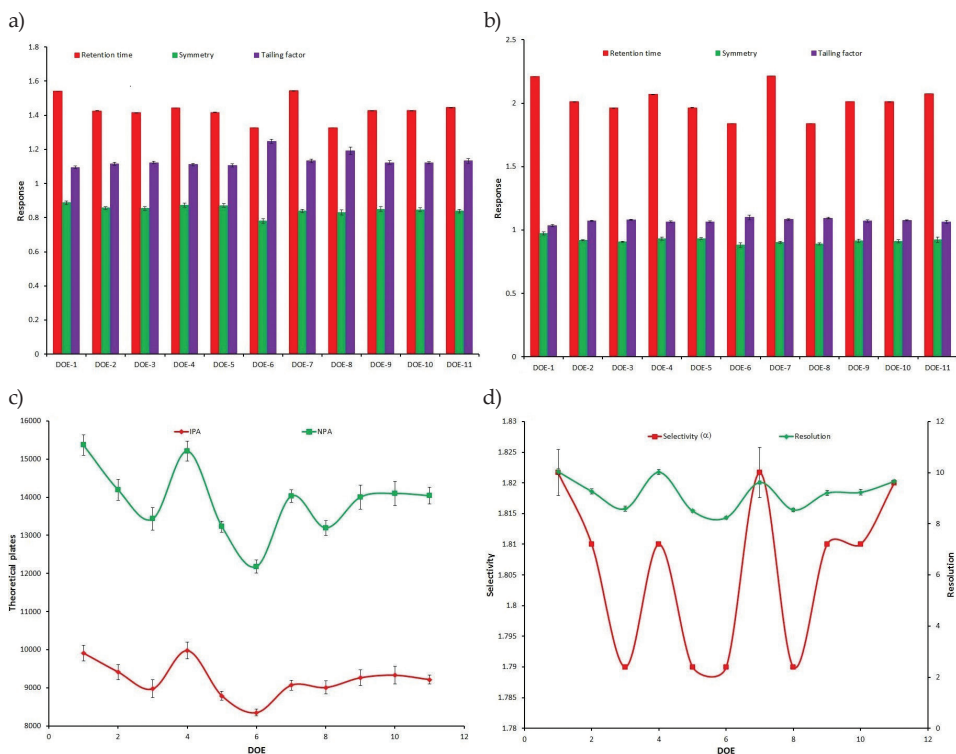 a)
Retention time Symmetry Tailing factor
1.8
1.6
1.4
1.2
1
0.8
0.6
0.4
0.2
0
Response
DOE-1 DOE-2 DOE-3 DOE-4 DOE-5 DOE-6 DOE-7 DOE-8 DOE-9 DOE-10 DOE-11
b)
Retention time Symmetry Tailing factor
2.5
2
1.5
1
0.5
0
Response
DOE-1 DOE-2 DOE-3 DOE-4 DOE-5 DOE-6 DOE-7 DOE-8 DOE-9 DOE-10 DOE-11
c)
IPA NPA
16000
15000
14000
13000
12000
11000
10000
9000
8000
Theoretical plates
0 2 4 6 8 10 12
DOE
d)
Selectivity (α) Resolution
1.83
1.825
1.82
1.815
1.81
1.805
1.8
1.795
1.79
1.785
1.78
Selectivity
12
10
8
6
4
2
0
Resolution
0 2 4 6 8 10 12
DOE